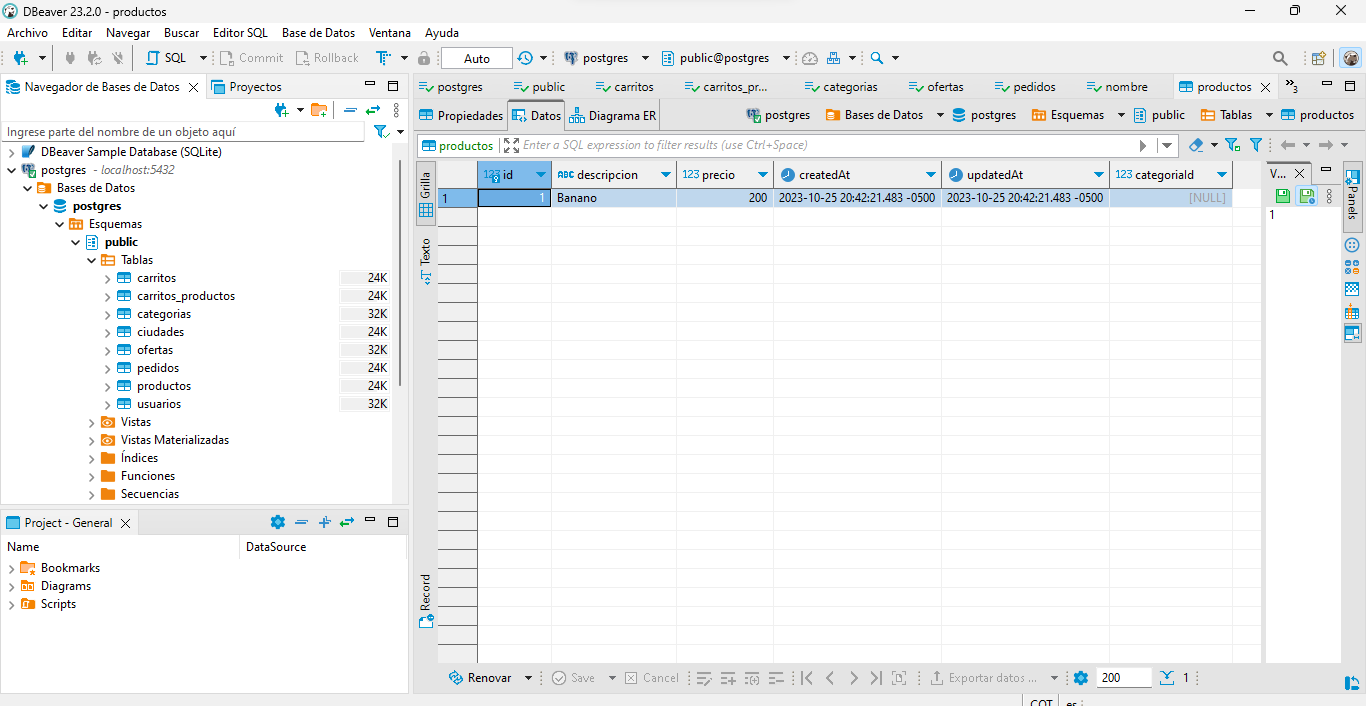 DBeaver 23.2.0 - productos
Archivo Editar Navegar Buscar Editor SQL Base de Datos Ventana Ayuda
SQL Commit Rollback Auto postgres public@postgres
Navegador de Bases de Datos Proyectos
Ingrese parte del nombre de un objeto aquí
DBeaver Sample Database (SQLite)
postgres - localhost:5432
Bases de Datos
postgres
Esquemas
public
Tablas
carritos 24K
carritos_productos 24K
categorias 32K
ciudades 24K
ofertas 32K
pedidos 24K
productos 24K
usuarios 32K
Vistas
Vistas Materializadas
Índices
Funciones
Secuencias
Project - General
Name DataSource
Bookmarks
Diagrams
Scripts
postgres public carritos carritos_pr... categorias ofertas pedidos nombre productos »3
Propiedades Datos Diagrama ER postgres Bases de Datos postgres Esquemas public Tablas productos
productos Enter a SQL expression to filter results (use Ctrl+Space)
Grilla
Texto
Record
123 id ABC descripcion 123 precio createdAt updatedAt 123 categoriaId
1 1 Banano 200 2023-10-25 20:42:21.483 -0500 2023-10-25 20:42:21.483 -0500 [NULL]
V...
1
Panels
Renovar Save Cancel Exportar datos ... 200 1
COT es